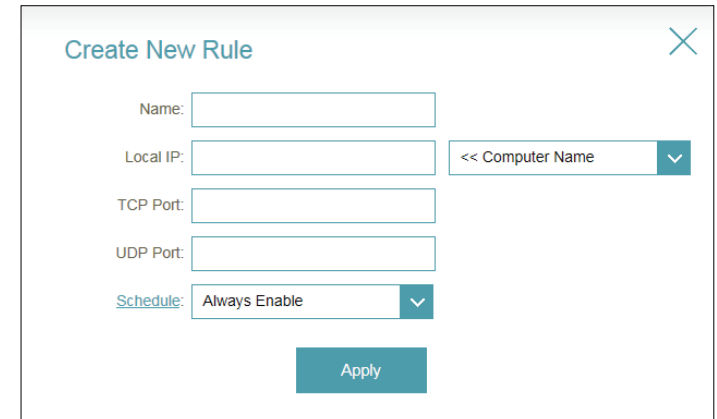 Create New Rule
Name:
Local IP: << Computer Name
TCP Port:
UDP Port:
Schedule: Always Enable
Apply